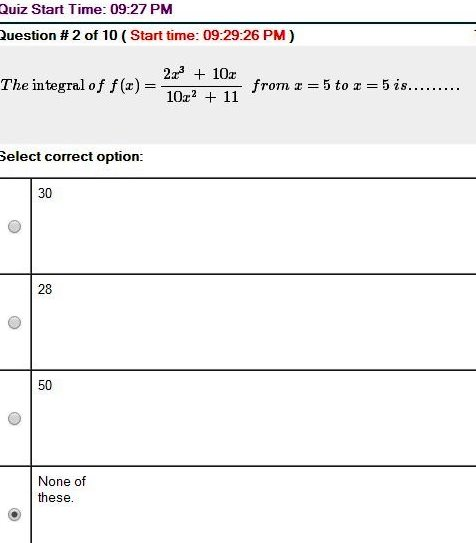 Quiz Start Time: 09:27 PM
Question # 2 of 10 ( Start time: 09:29:26 PM )
The integral of f(x) = (2x³ + 10x)/(10x² + 11) from x = 5 to x = 5 is.........
Select correct option:
30
28
50
None of
these.